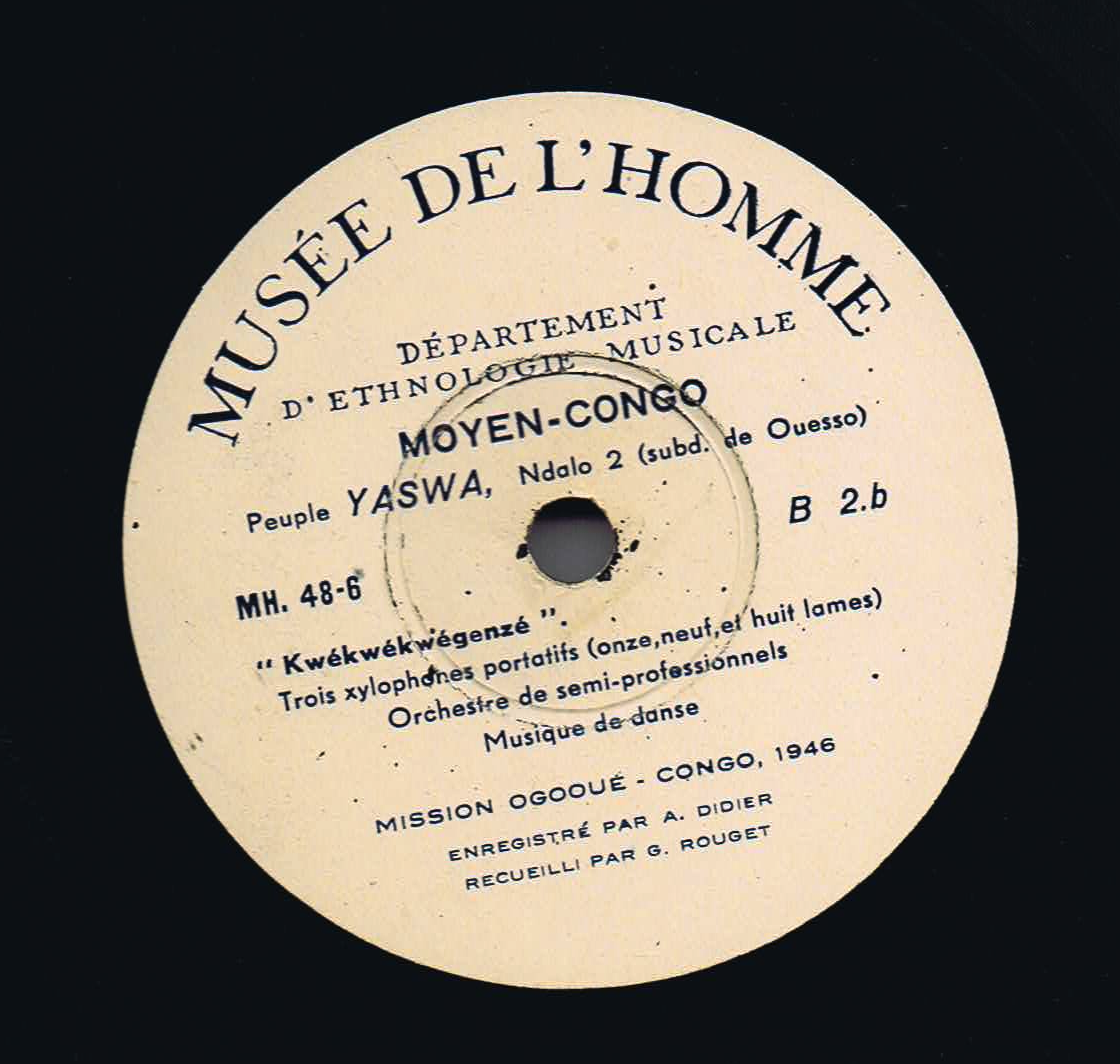 MUSÉE DE L'HOMME
DÉPARTEMENT
D'ETHNOLOGIE MUSICALE
MOYEN-CONGO
Peuple YASWA, Ndalo 2 (subd. de Ouesso)
B 2.b
MH. 48-6
“ Kwékwékwégenzé ”.
Trois xylophones portatifs (onze,neuf,et huit lames)
Orchestre de semi-professionnels
Musique de danse
MISSION OGOOUÉ - CONGO, 1946
ENREGISTRÉ PAR A. DIDIER
RECUEILLI PAR G. ROUGET